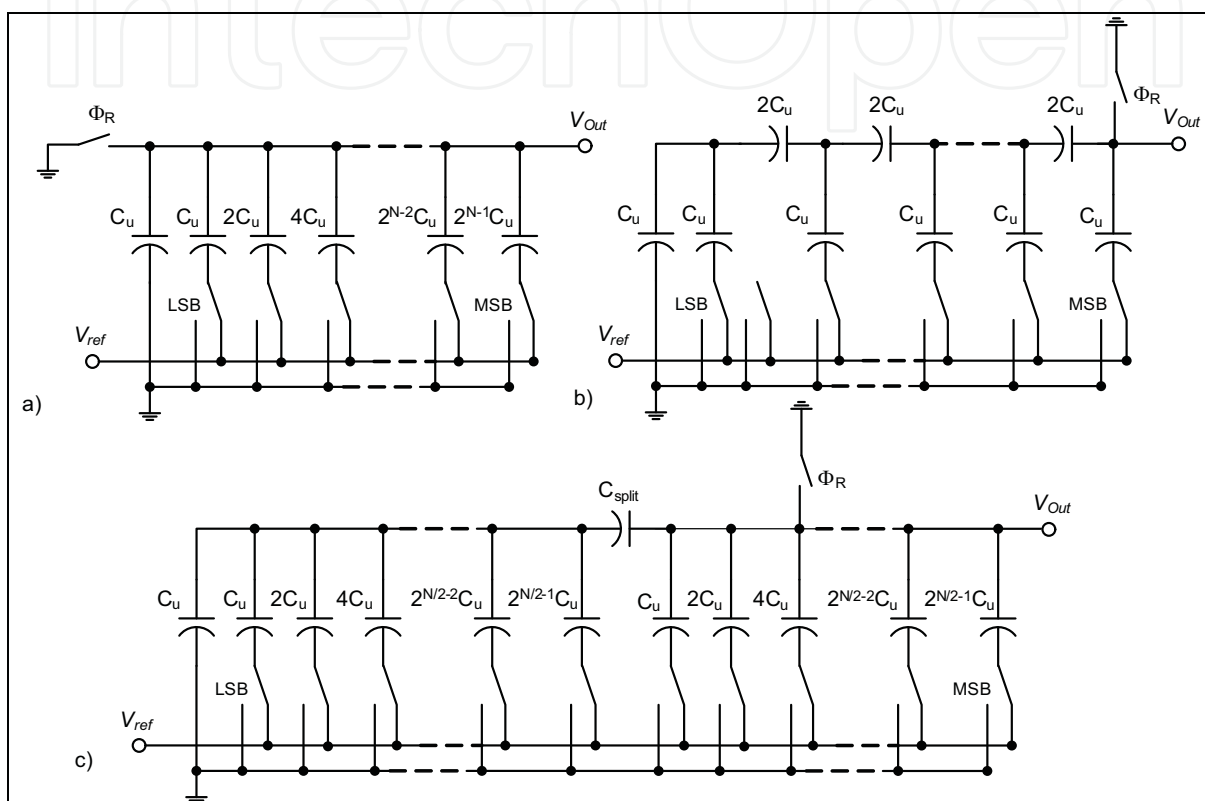 IntechOpen
Φ_R
V_Out
C_u C_u 2C_u 4C_u 2^{N-2}C_u 2^{N-1}C_u
LSB MSB
V_ref
a)
Φ_R
2C_u 2C_u 2C_u
V_Out
C_u C_u C_u C_u C_u C_u
LSB MSB
V_ref
b)
Φ_R
C_split
V_Out
C_u C_u 2C_u 4C_u 2^{N/2-2}C_u 2^{N/2-1}C_u C_u 2C_u 4C_u 2^{N/2-2}C_u 2^{N/2-1}C_u
LSB MSB
V_ref
c)